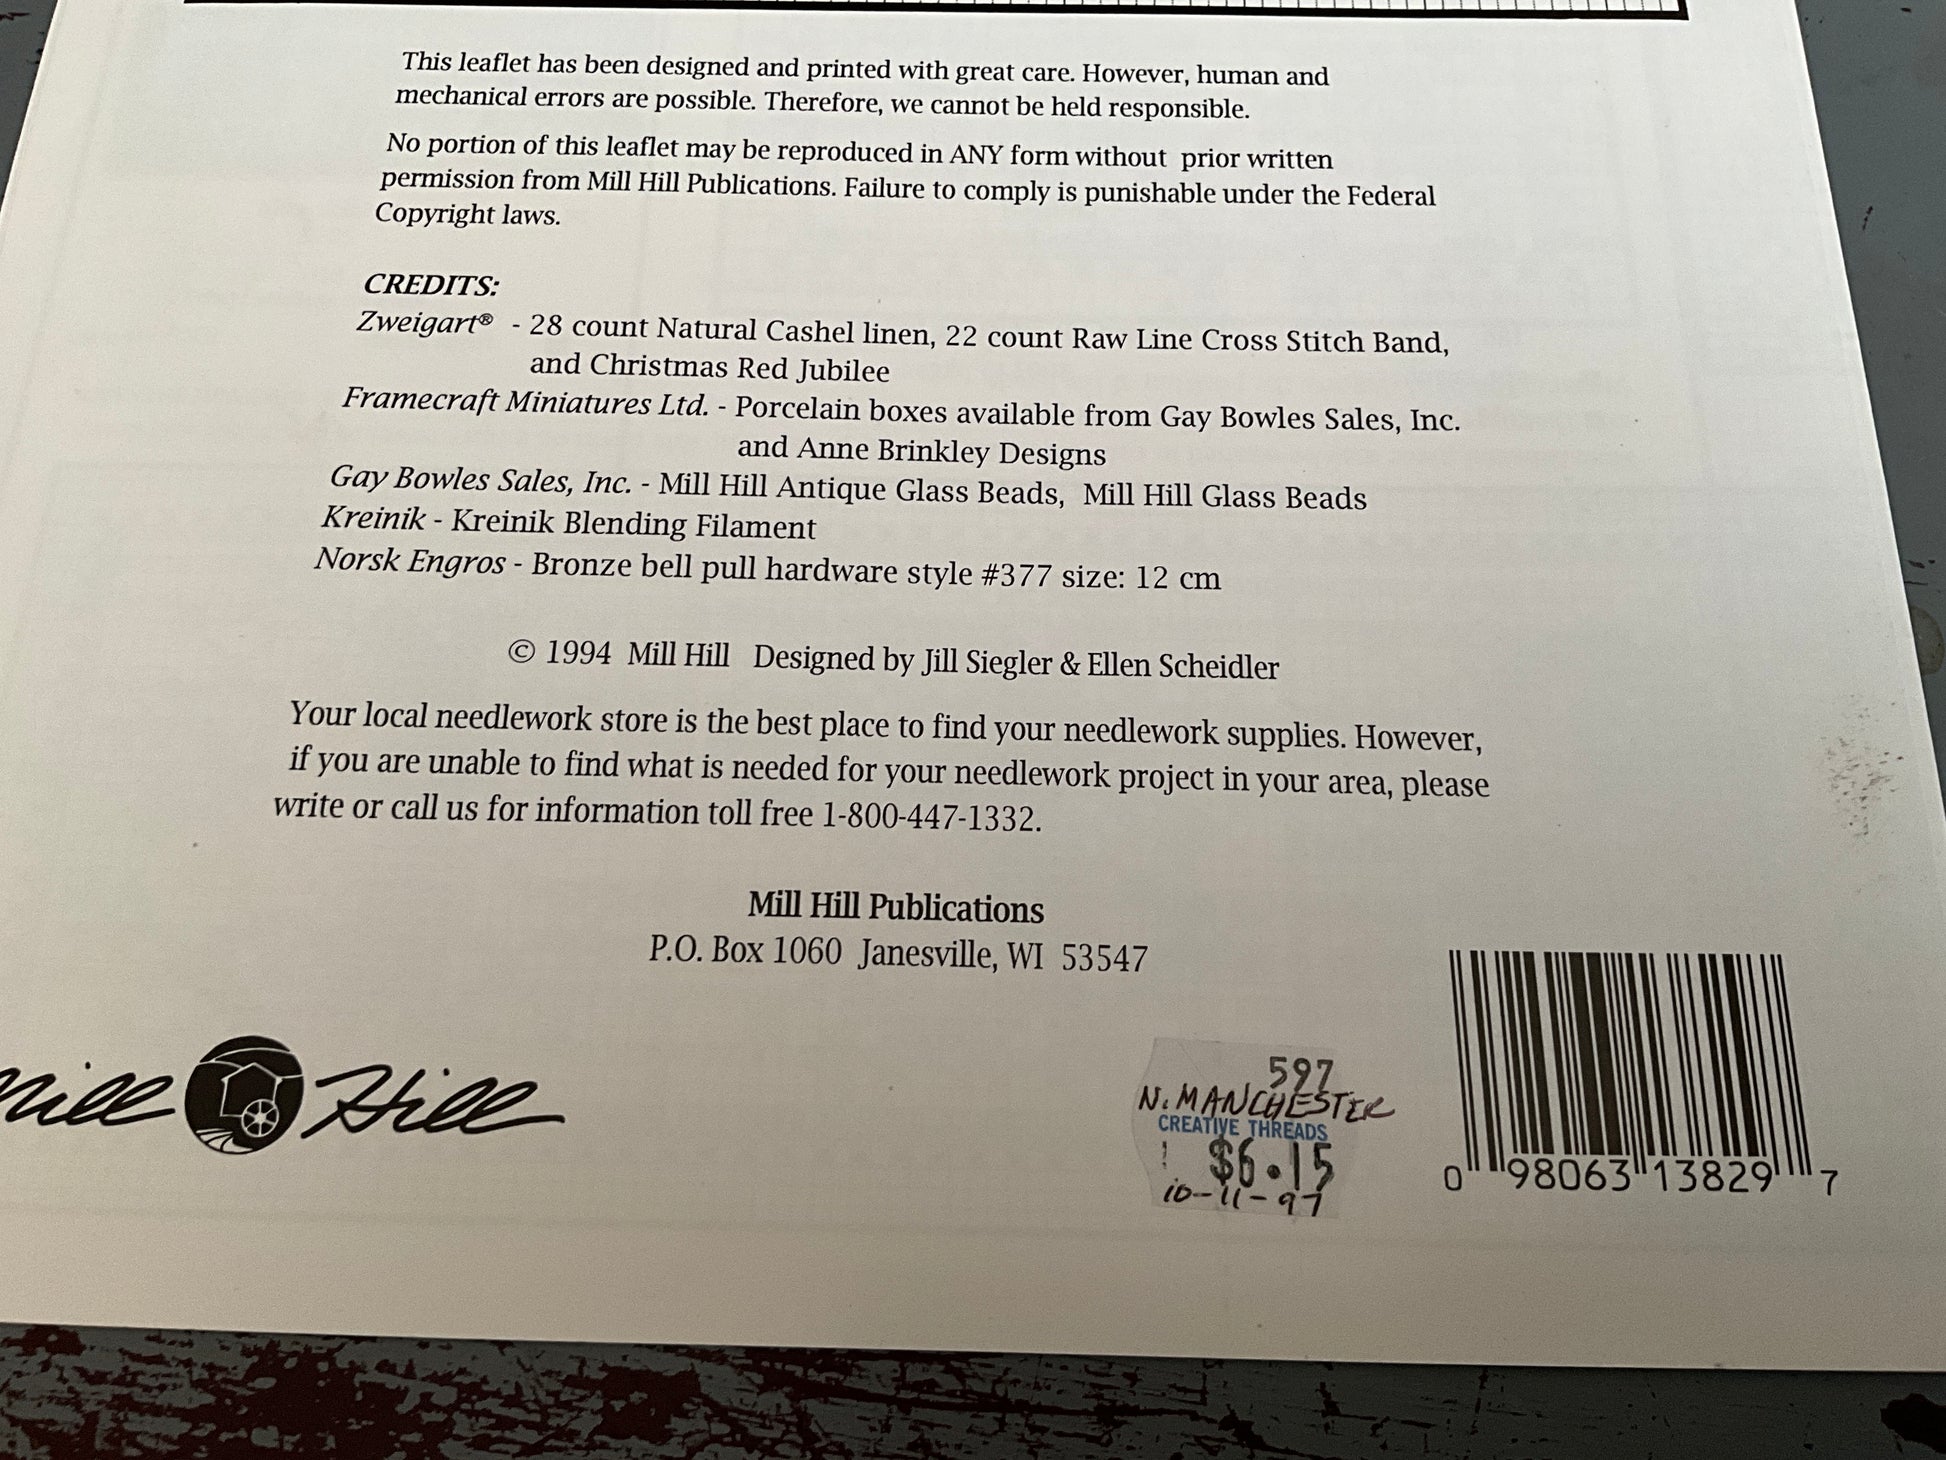 This leaflet has been designed and printed with great care. However, human and
mechanical errors are possible. Therefore, we cannot be held responsible.
No portion of this leaflet may be reproduced in ANY form without prior written
permission from Mill Hill Publications. Failure to comply is punishable under the Federal
Copyright laws.
CREDITS:
Zweigart® - 28 count Natural Cashel linen, 22 count Raw Line Cross Stitch Band,
and Christmas Red Jubilee
Framecraft Miniatures Ltd. - Porcelain boxes available from Gay Bowles Sales, Inc.
and Anne Brinkley Designs
Gay Bowles Sales, Inc. - Mill Hill Antique Glass Beads, Mill Hill Glass Beads
Kreinik - Kreinik Blending Filament
Norsk Engros - Bronze bell pull hardware style #377 size: 12 cm
© 1994 Mill Hill Designed by Jill Siegler & Ellen Scheidler
Your local needlework store is the best place to find your needlework supplies. However,
if you are unable to find what is needed for your needlework project in your area, please
write or call us for information toll free 1-800-447-1332.
Mill Hill Publications
P.O. Box 1060 Janesville, WI 53547
Mill Hill
597
N. MANCHESTER
CREATIVE THREADS
$6.15
10-11-97
0 98063 13829 7